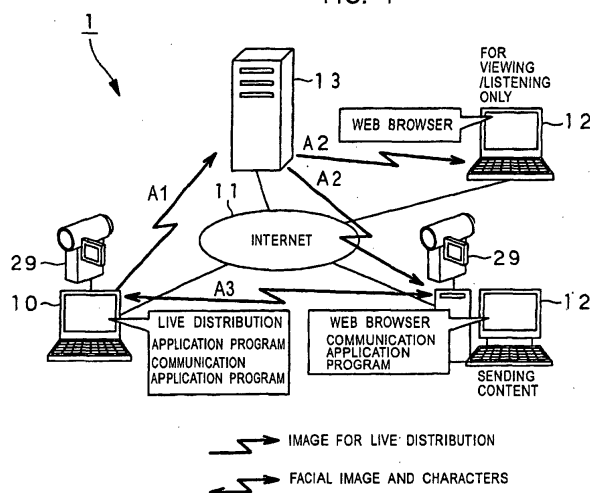 FIG. 1
1
FOR
VIEWING
/LISTENING
ONLY
13
WEB BROWSER
12
A2
A1
A2
11
INTERNET
29
29
10
A3
12
LIVE DISTRIBUTION
APPLICATION PROGRAM
COMMUNICATION
APPLICATION PROGRAM
WEB BROWSER
COMMUNICATION
APPLICATION
PROGRAM
SENDING
CONTENT
IMAGE FOR LIVE DISTRIBUTION
FACIAL IMAGE AND CHARACTERS